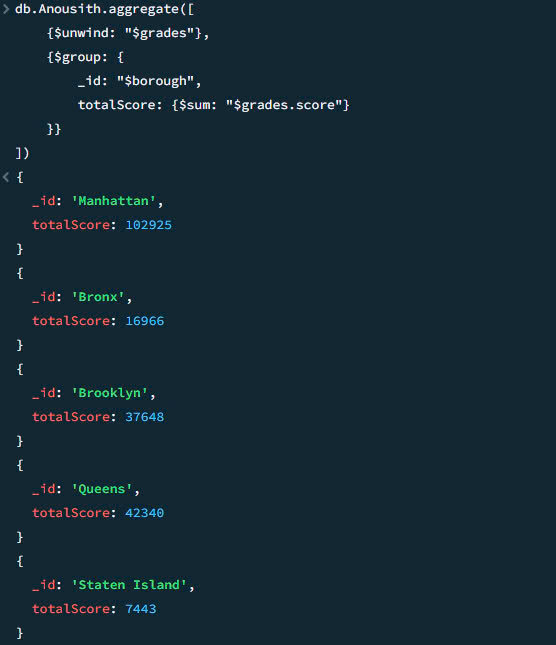 > db.Anousith.aggregate([
{$unwind: "$grades"},
{$group: {
_id: "$borough",
totalScore: {$sum: "$grades.score"}
}}
])
< {
_id: 'Manhattan',
totalScore: 102925
}
{
_id: 'Bronx',
totalScore: 16966
}
{
_id: 'Brooklyn',
totalScore: 37648
}
{
_id: 'Queens',
totalScore: 42340
}
{
_id: 'Staten Island',
totalScore: 7443
}